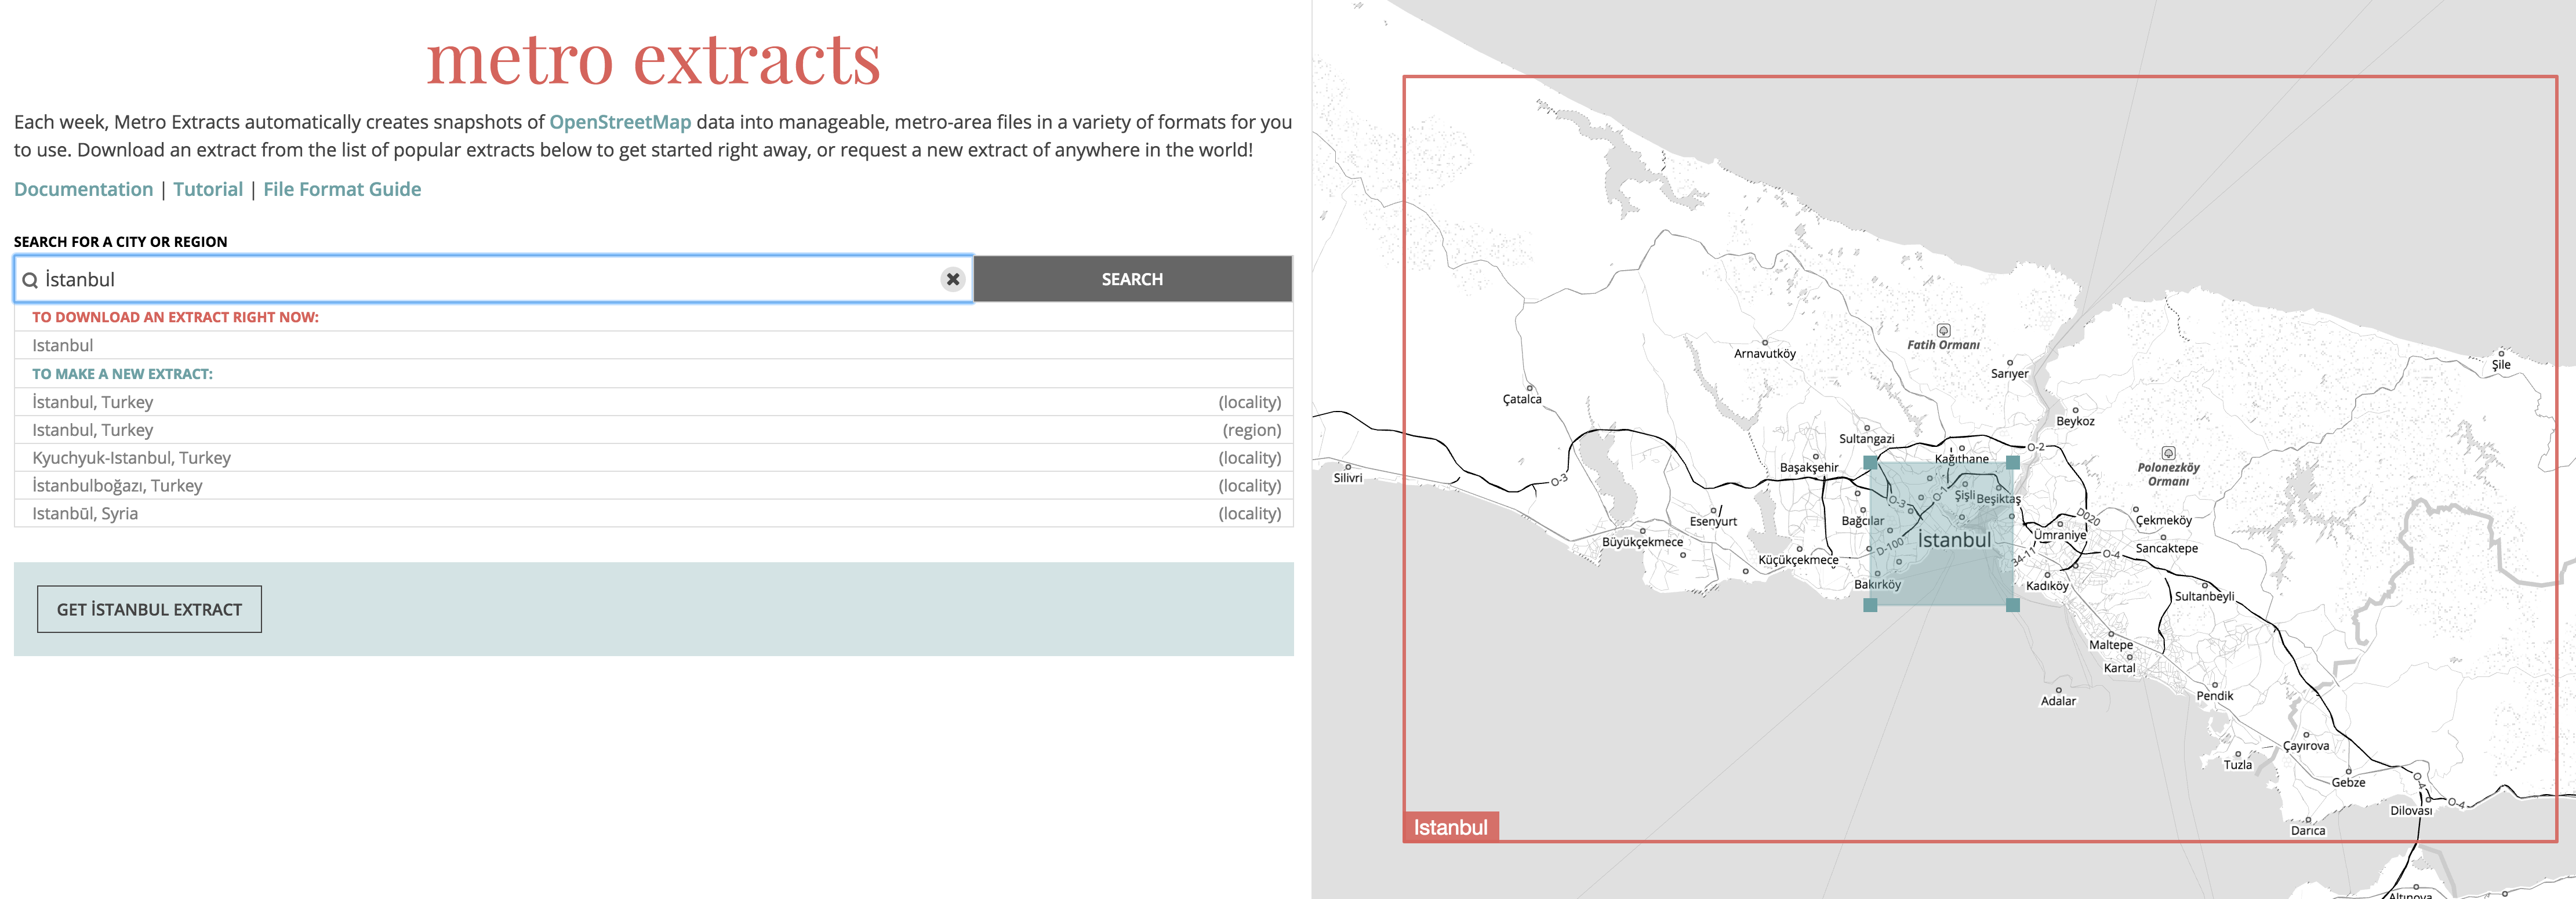 metro extracts
Each week, Metro Extracts automatically creates snapshots of OpenStreetMap data into manageable, metro-area files in a variety of formats for you
to use. Download an extract from the list of popular extracts below to get started right away, or request a new extract of anywhere in the world!
Documentation | Tutorial | File Format Guide
SEARCH FOR A CITY OR REGION
İstanbul
SEARCH
TO DOWNLOAD AN EXTRACT RIGHT NOW:
Istanbul
TO MAKE A NEW EXTRACT:
İstanbul, Turkey (locality)
Istanbul, Turkey (region)
Kyuchyuk-Istanbul, Turkey (locality)
İstanbulboğazı, Turkey (locality)
Istanbūl, Syria (locality)
GET İSTANBUL EXTRACT
Fatih Ormanı
Arnavutköy
Şile
Sarıyer
Çatalca
Beykoz
Sultangazi
O-2
Kağıthane
Başakşehir
Polonezköy
Ormanı
Silivri
O-3
Şişli
Beşiktaş
O-3
O-1
Esenyurt
Bağcılar
D020
Çekmeköy
Büyükçekmece
İstanbul
Ümraniye
D-100
Sancaktepe
O-4
34-11
Küçükçekmece
Bakırköy
Kadıköy
Sultanbeyli
Maltepe
Kartal
Pendik
Adalar
Çayırova
Tuzla
Gebze
O-4
Dilovası
Istanbul
Darıca
Altınova